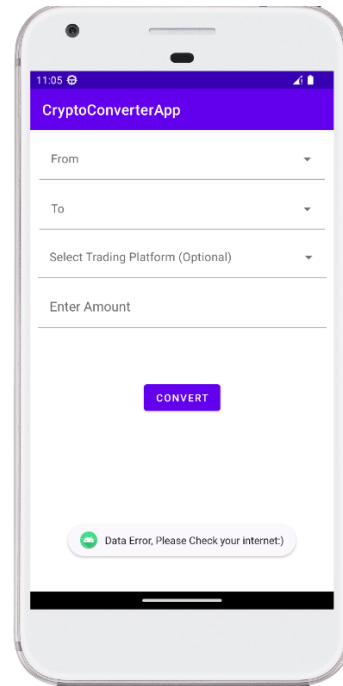 11:05
CryptoConverterApp
From
To
Select Trading Platform (Optional)
Enter Amount
CONVERT
Data Error, Please Check your internet:)